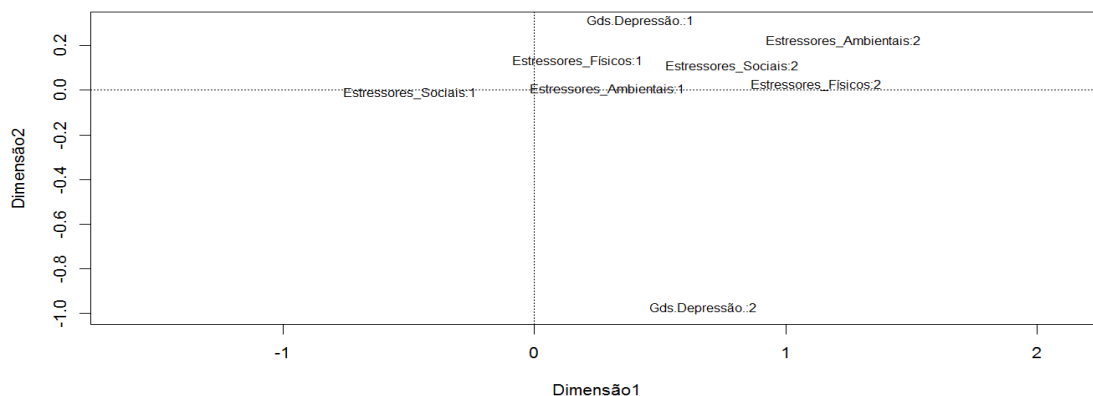 Gds.Depressão.:1
Estressores_Ambientais:2
Estressores_Físicos:1
Estressores_Sociais:2
Estressores_Físicos:2
Estressores_Sociais:1
Estressores_Ambientais:1
Gds.Depressão.:2
Dimensão2
0.2
0.0
-0.2
-0.4
-0.6
-0.8
-1.0
-1
0
1
2
Dimensão1